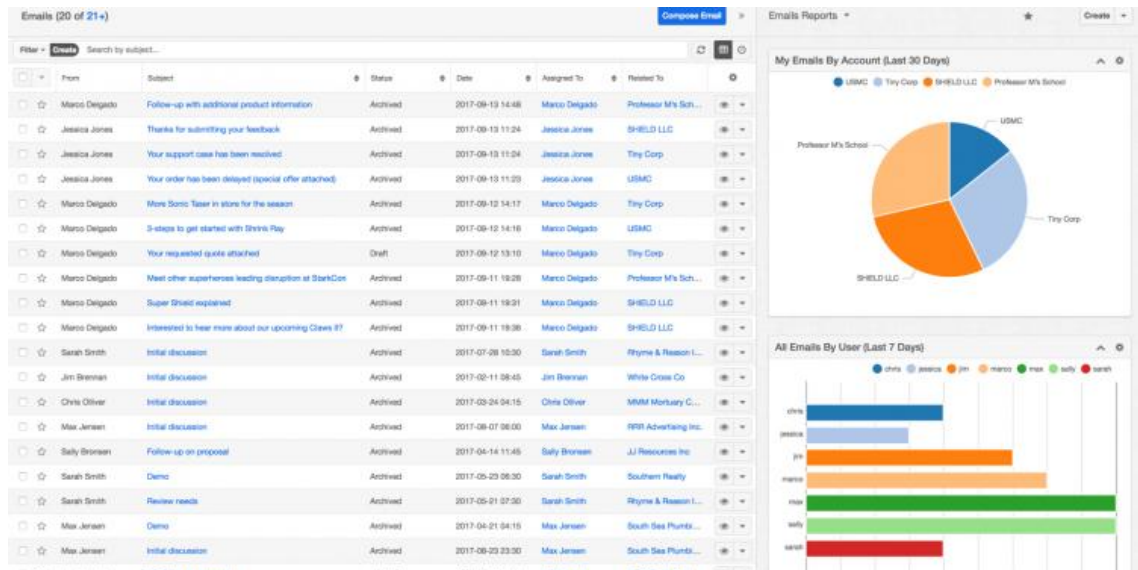 Emails (20 of 21+) Compose Email »
Filter Create Search by subject...
From Subject Status Date Assigned To Related To
Marco Delgado Follow-up with additional product information Archived 2017-09-13 14:48 Marco Delgado Professor M's Sch...
Jessica Jones Thanks for submitting your feedback Archived 2017-09-13 11:24 Jessica Jones SHIELD LLC
Jessica Jones Your support case has been resolved Archived 2017-09-13 11:24 Jessica Jones Tiny Corp
Jessica Jones Your order has been delayed (special offer attached) Archived 2017-09-13 11:23 Jessica Jones USMC
Marco Delgado More Sonic Taser in store for the season Archived 2017-09-12 14:17 Marco Delgado Tiny Corp
Marco Delgado 3-steps to get started with Shrink Ray Archived 2017-09-12 14:16 Marco Delgado USMC
Marco Delgado Your requested quote attached Draft 2017-09-12 13:10 Marco Delgado Tiny Corp
Marco Delgado Meet other superheroes leading disruption at StarkCon Archived 2017-09-11 19:28 Marco Delgado Professor M's Sch...
Marco Delgado Super Shield explained Archived 2017-09-11 19:31 Marco Delgado SHIELD LLC
Marco Delgado Interested to hear more about our upcoming Claws II? Archived 2017-09-11 19:36 Marco Delgado SHIELD LLC
Sarah Smith Initial discussion Archived 2017-07-28 10:30 Sarah Smith Rhyme & Reason I...
Jim Brennan Initial discussion Archived 2017-02-11 08:45 Jim Brennan White Cross Co
Chris Olliver Initial discussion Archived 2017-03-24 04:15 Chris Olliver MMM Mortuary C...
Max Jensen Initial discussion Archived 2017-08-07 06:00 Max Jensen RRR Advertising Inc.
Sally Bronsen Follow-up on proposal Archived 2017-04-14 11:45 Sally Bronsen JJ Resources Inc
Sarah Smith Demo Archived 2017-05-23 06:30 Sarah Smith Southern Realty
Sarah Smith Review needs Archived 2017-05-21 07:30 Sarah Smith Rhyme & Reason I...
Max Jensen Demo Archived 2017-04-21 04:15 Max Jensen South Sea Plumbi...
Max Jensen Initial discussion Archived 2017-08-23 23:30 Max Jensen South Sea Plumbi...
Emails Reports Create
My Emails By Account (Last 30 Days)
USMC Tiny Corp SHIELD LLC Professor M's School
USMC
Professor M's School
Tiny Corp
SHIELD LLC
All Emails By User (Last 7 Days)
chris jessica jim marco max sally sarah
chris
jessica
jim
marco
max
sally
sarah